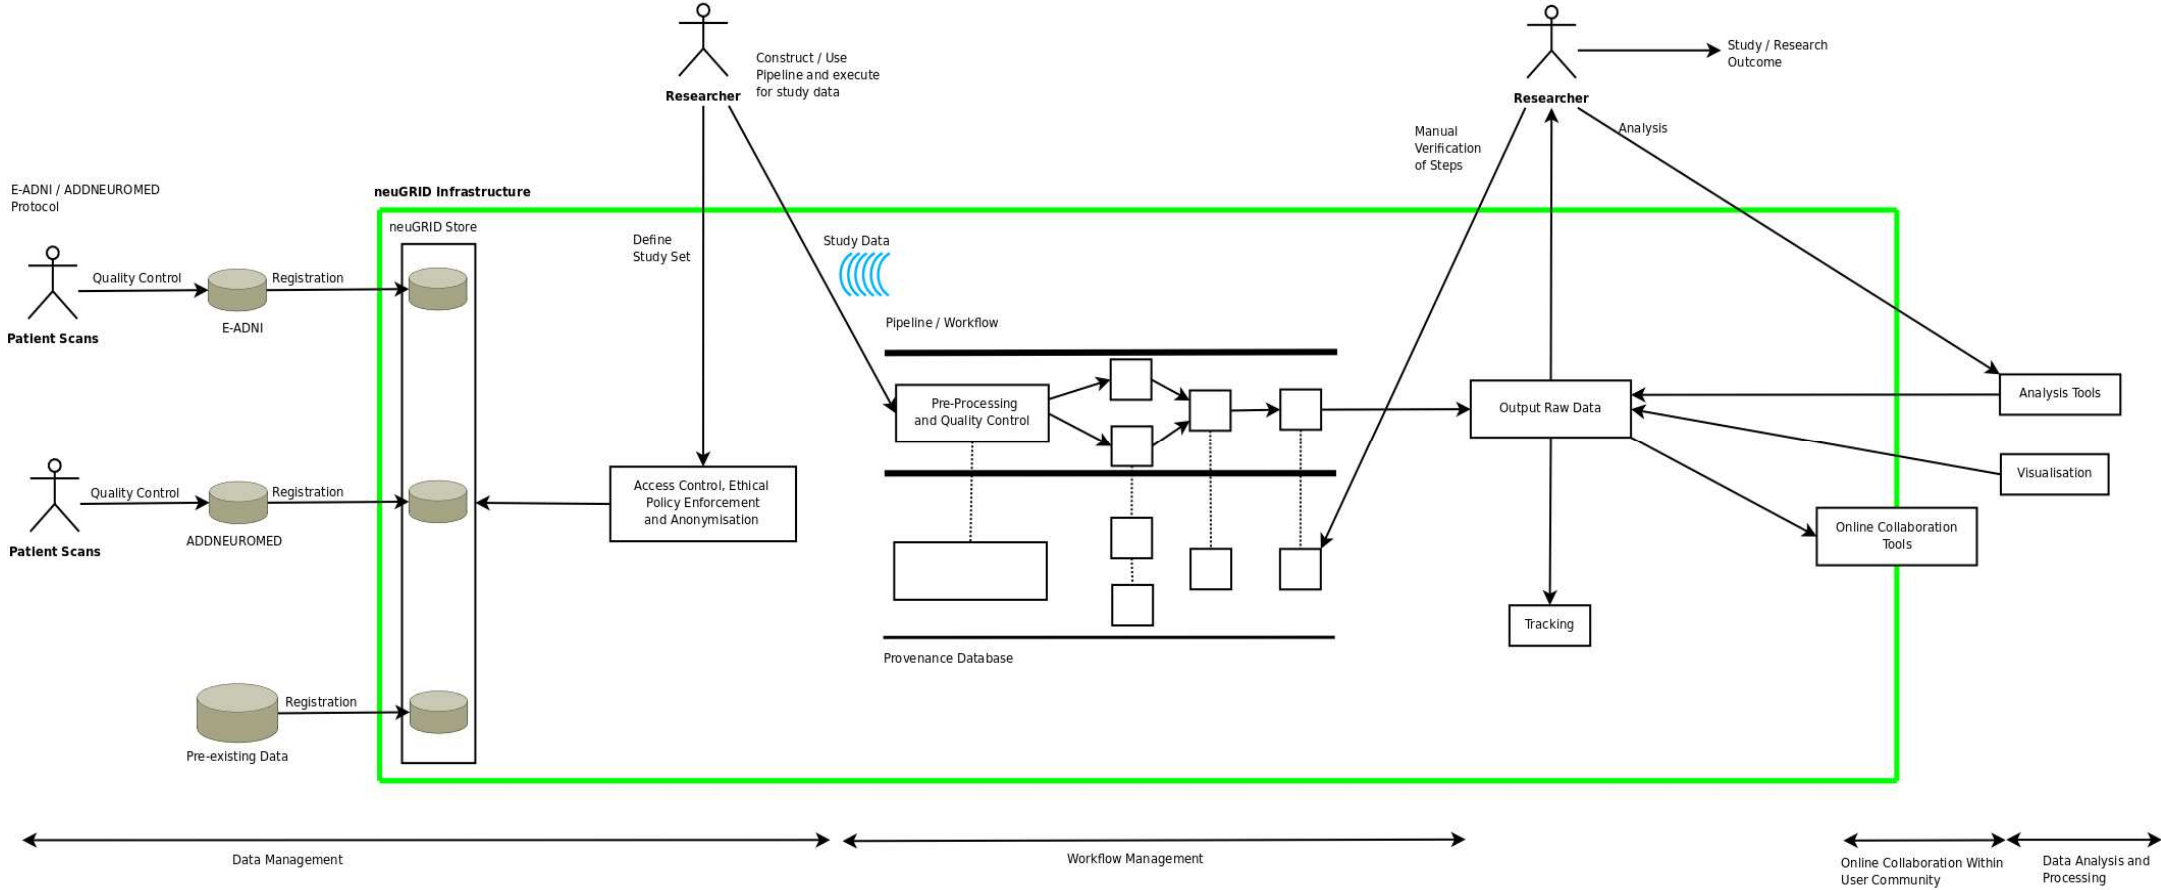 Researcher
Construct / Use
Pipeline and execute
for study data
Researcher
Study / Research
Outcome
Manual
Verification
of Steps
Analysis
E-ADNI / ADDNEUROMED
Protocol
neuGRID Infrastructure
neuGRID Store
Define
Study Set
Study Data
Quality Control
Registration
E-ADNI
Patient Scans
Pipeline / Workflow
Pre-Processing
and Quality Control
Output Raw Data
Analysis Tools
Visualisation
Online Collaboration
Tools
Quality Control
Registration
ADDNEUROMED
Patient Scans
Access Control, Ethical
Policy Enforcement
and Anonymisation
Tracking
Provenance Database
Registration
Pre-existing Data
Data Management
Workflow Management
Online Collaboration Within
User Community
Data Analysis and
Processing